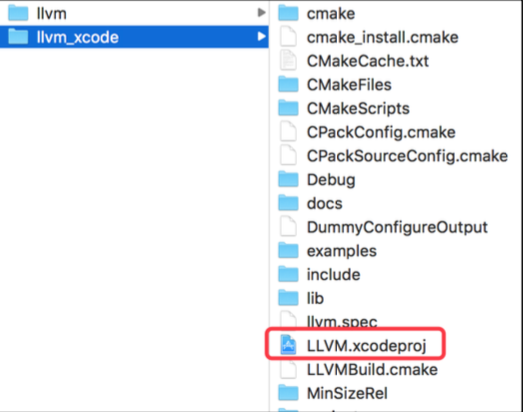 llvm
llvm_xcode
cmake
cmake_install.cmake
CMakeCache.txt
CMakeFiles
CMakeScripts
CPackConfig.cmake
CPackSourceConfig.cmake
Debug
docs
DummyConfigureOutput
examples
include
lib
llvm.spec
LLVM.xcodeproj
LLVMBuild.cmake
MinSizeRel